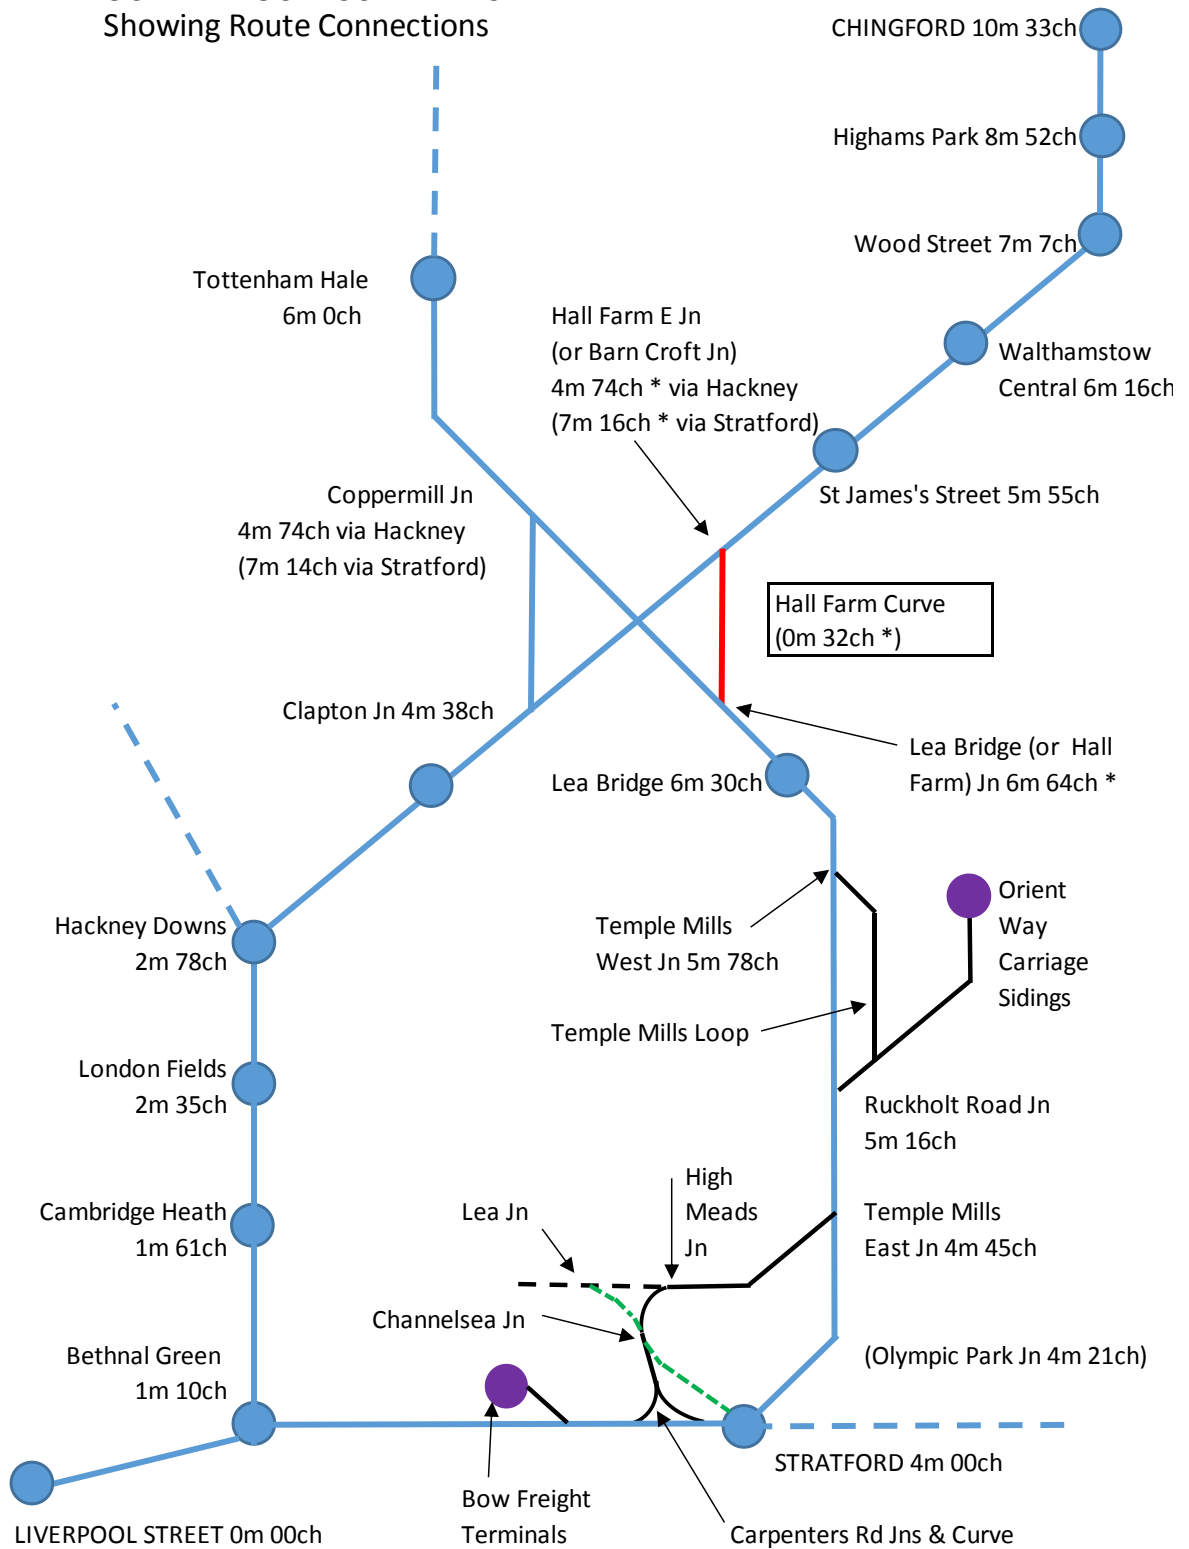 Showing Route Connections
CHINGFORD 10m 33ch
Highams Park 8m 52ch
Wood Street 7m 7ch
Tottenham Hale
6m 0ch
Hall Farm E Jn
(or Barn Croft Jn)
4m 74ch * via Hackney
(7m 16ch * via Stratford)
Walthamstow
Central 6m 16ch
St James's Street 5m 55ch
Coppermill Jn
4m 74ch via Hackney
(7m 14ch via Stratford)
Hall Farm Curve
(0m 32ch *)
Clapton Jn 4m 38ch
Lea Bridge (or Hall
Farm) Jn 6m 64ch *
Lea Bridge 6m 30ch
Orient
Way
Carriage
Sidings
Hackney Downs
2m 78ch
Temple Mills
West Jn 5m 78ch
Temple Mills Loop
London Fields
2m 35ch
Ruckholt Road Jn
5m 16ch
High
Meads
Jn
Lea Jn
Cambridge Heath
1m 61ch
Temple Mills
East Jn 4m 45ch
Channelsea Jn
Bethnal Green
1m 10ch
(Olympic Park Jn 4m 21ch)
STRATFORD 4m 00ch
Bow Freight
Terminals
LIVERPOOL STREET 0m 00ch
Carpenters Rd Jns & Curve